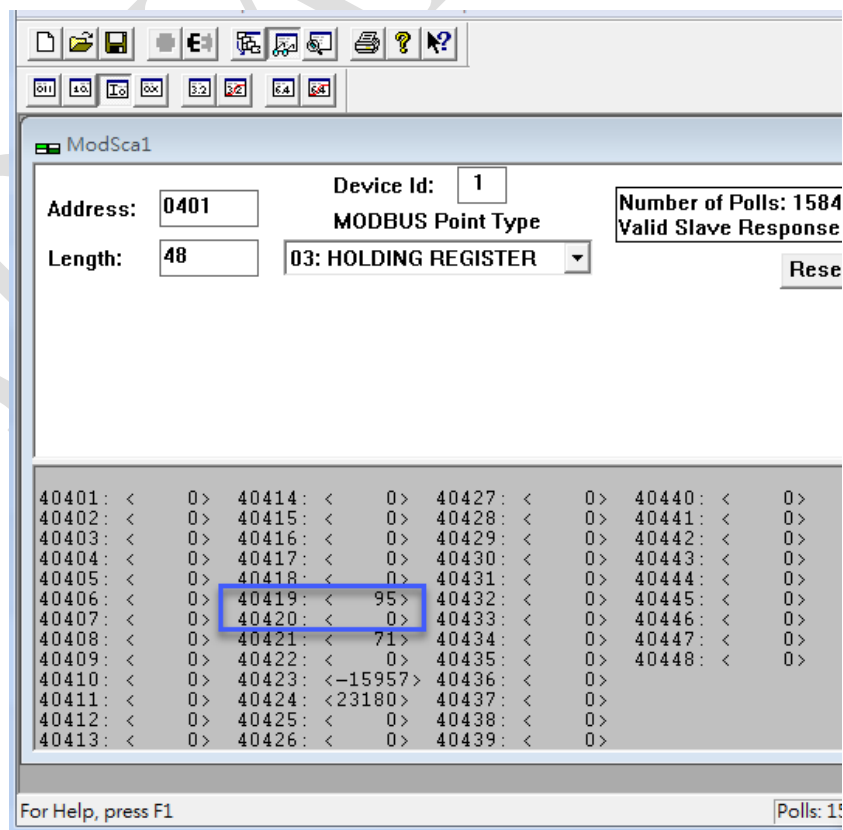 ModSca1
Device Id: 1
Address: 0401
MODBUS Point Type
Number of Polls: 1584
Valid Slave Response
Length: 48
03: HOLDING REGISTER
Rese
40401: <     0>  40414: <     0>  40427: <     0>  40440: <     0>
40402: <     0>  40415: <     0>  40428: <     0>  40441: <     0>
40403: <     0>  40416: <     0>  40429: <     0>  40442: <     0>
40404: <     0>  40417: <     0>  40430: <     0>  40443: <     0>
40405: <     0>  40418: <     0>  40431: <     0>  40444: <     0>
40406: <     0>  40419: <    95>  40432: <     0>  40445: <     0>
40407: <     0>  40420: <     0>  40433: <     0>  40446: <     0>
40408: <     0>  40421: <    71>  40434: <     0>  40447: <     0>
40409: <     0>  40422: <     0>  40435: <     0>  40448: <     0>
40410: <     0>  40423: <-15957>  40436: <     0>
40411: <     0>  40424: <23180>  40437: <     0>
40412: <     0>  40425: <     0>  40438: <     0>
40413: <     0>  40426: <     0>  40439: <     0>
For Help, press F1
Polls: 15